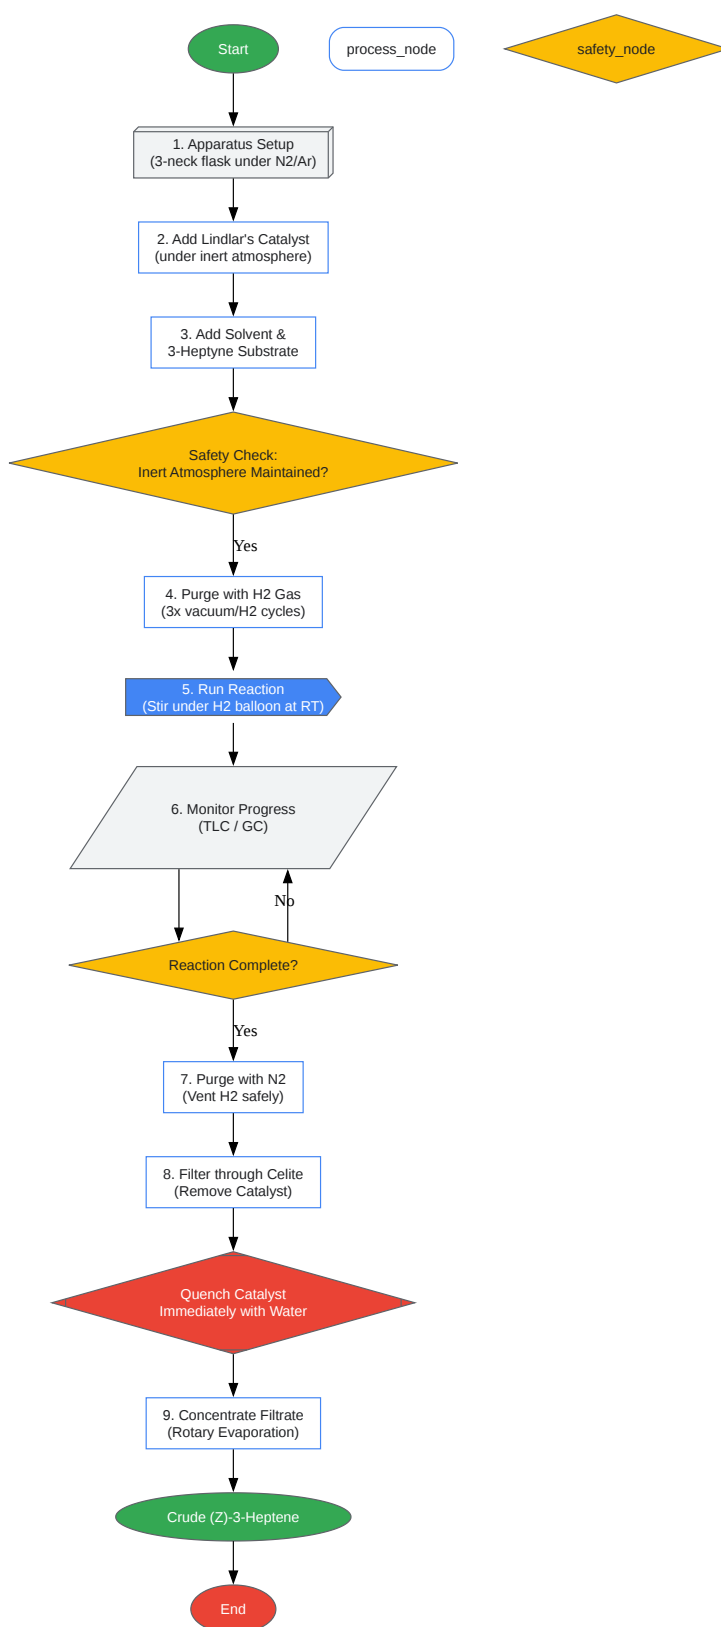 Start
process_node
safety_node
1. Apparatus Setup
(3-neck flask under N2/Ar)
2. Add Lindlar's Catalyst
(under inert atmosphere)
3. Add Solvent &
3-Heptyne Substrate
Safety Check:
Inert Atmosphere Maintained?
Yes
4. Purge with H2 Gas
(3x vacuum/H2 cycles)
5. Run Reaction
(Stir under H2 balloon at RT)
6. Monitor Progress
(TLC / GC)
No
Reaction Complete?
Yes
7. Purge with N2
(Vent H2 safely)
8. Filter through Celite
(Remove Catalyst)
Quench Catalyst
Immediately with Water
9. Concentrate Filtrate
(Rotary Evaporation)
Crude (Z)-3-Heptene
End